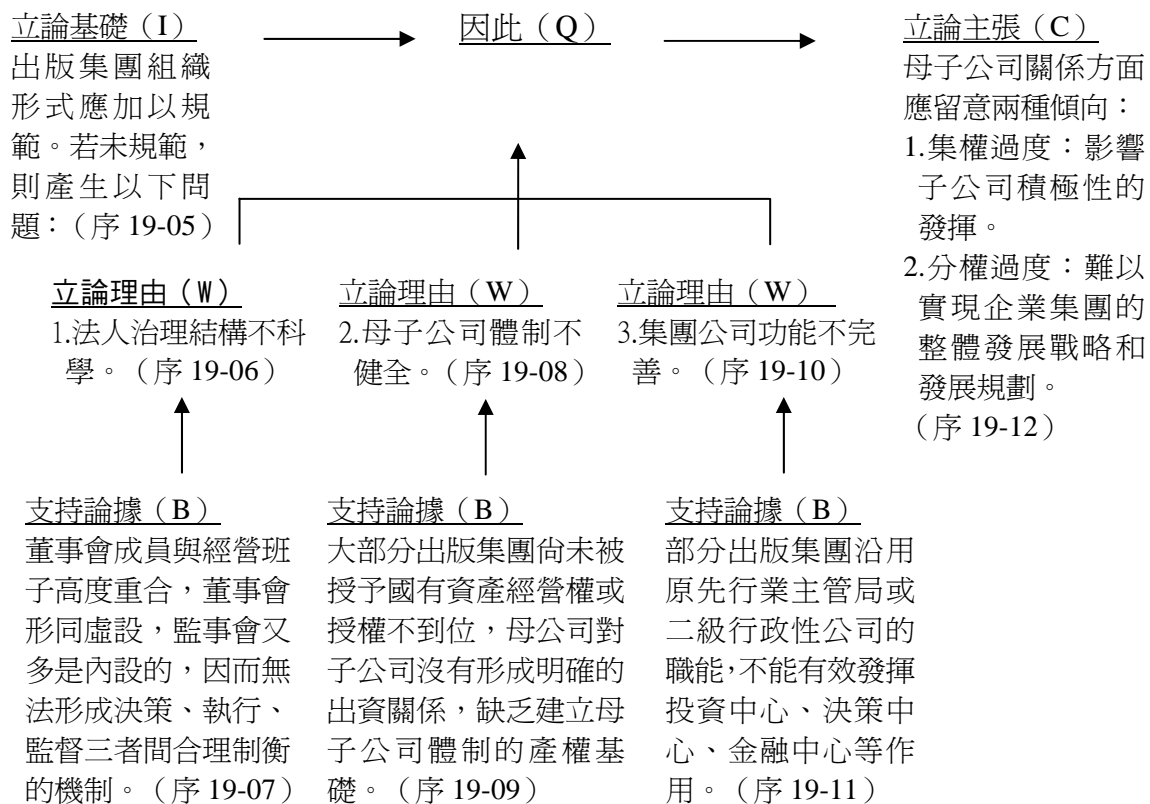 立論基礎（I）
出版集團組織
形式應加以規
範。若未規範，
則產生以下問
題：（序 19-05）
因此（Q）
立論主張（C）
母子公司關係方面
應留意兩種傾向：
1.集權過度：影響
子公司積極性的
發揮。
2.分權過度：難以
實現企業集團的
整體發展戰略和
發展規劃。
（序 19-12）
立論理由（W）
1.法人治理結構不科
學。（序 19-06）
立論理由（W）
2.母子公司體制不
健全。（序 19-08）
立論理由（W）
3.集團公司功能不完
善。（序 19-10）
支持論據（B）
董事會成員與經營班
子高度重合，董事會
形同虛設，監事會又
多是內設的，因而無
法形成決策、執行、
監督三者間合理制衡
的機制。（序 19-07）
支持論據（B）
大部分出版集團尚未被
授予國有資產經營權或
授權不到位，母公司對
子公司沒有形成明確的
出資關係，缺乏建立母
子公司體制的產權基
礎。（序 19-09）
支持論據（B）
部分出版集團沿用
原先行業主管局或
二級行政性公司的
職能，不能有效發揮
投資中心、決策中
心、金融中心等作
用。（序 19-11）